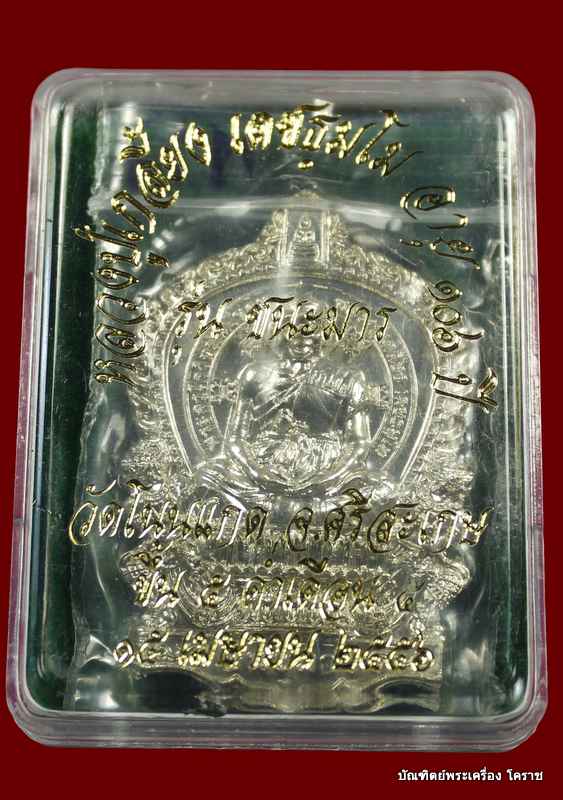 หลวงปู่เกลี้ยง เตชธมฺโม อายุ ๑๐๖ ปี
รุ่น ชนะมาร
วัดโนนแกด จ.ศรีสะเกษ
ขึ้น ๕ ค่ำเดือน ๕
๑๕ เมษายน ๒๕๕๖
บัณฑิตย์พระเครื่อง โคราช